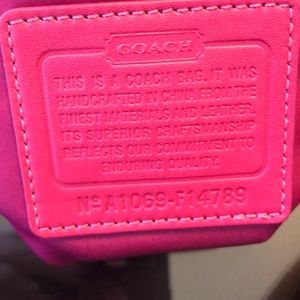 COACH
THIS IS A COACH BAG. IT WAS
HANDCRAFTED IN CHINA FROM THE
FINEST MATERIALS AND LEATHER.
ITS SUPERIOR CRAFTSMANSHIP
REFLECTS OUR COMMITMENT TO
ENDURING QUALITY.
Nº A1069-F14789